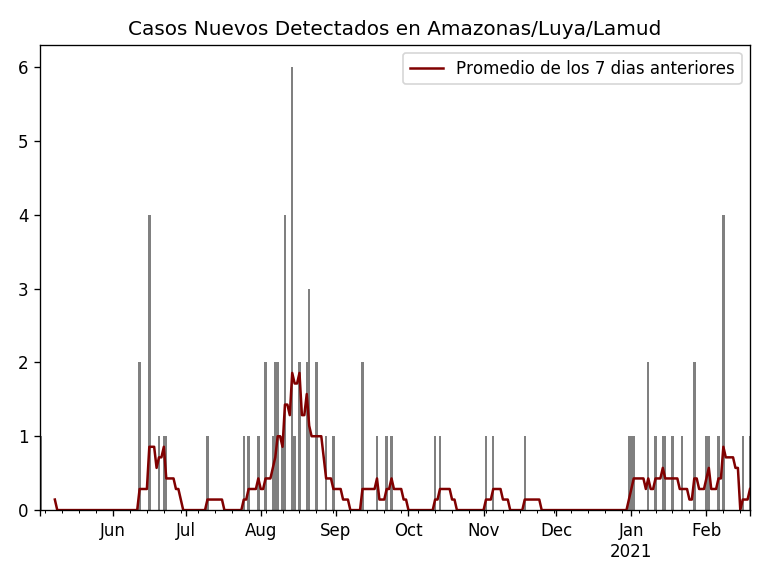 Casos Nuevos Detectados en Amazonas/Luya/Lamud
Promedio de los 7 dias anteriores
6
5
4
3
2
1
0
Jun Jul Aug Sep Oct Nov Dec Jan Feb
2021